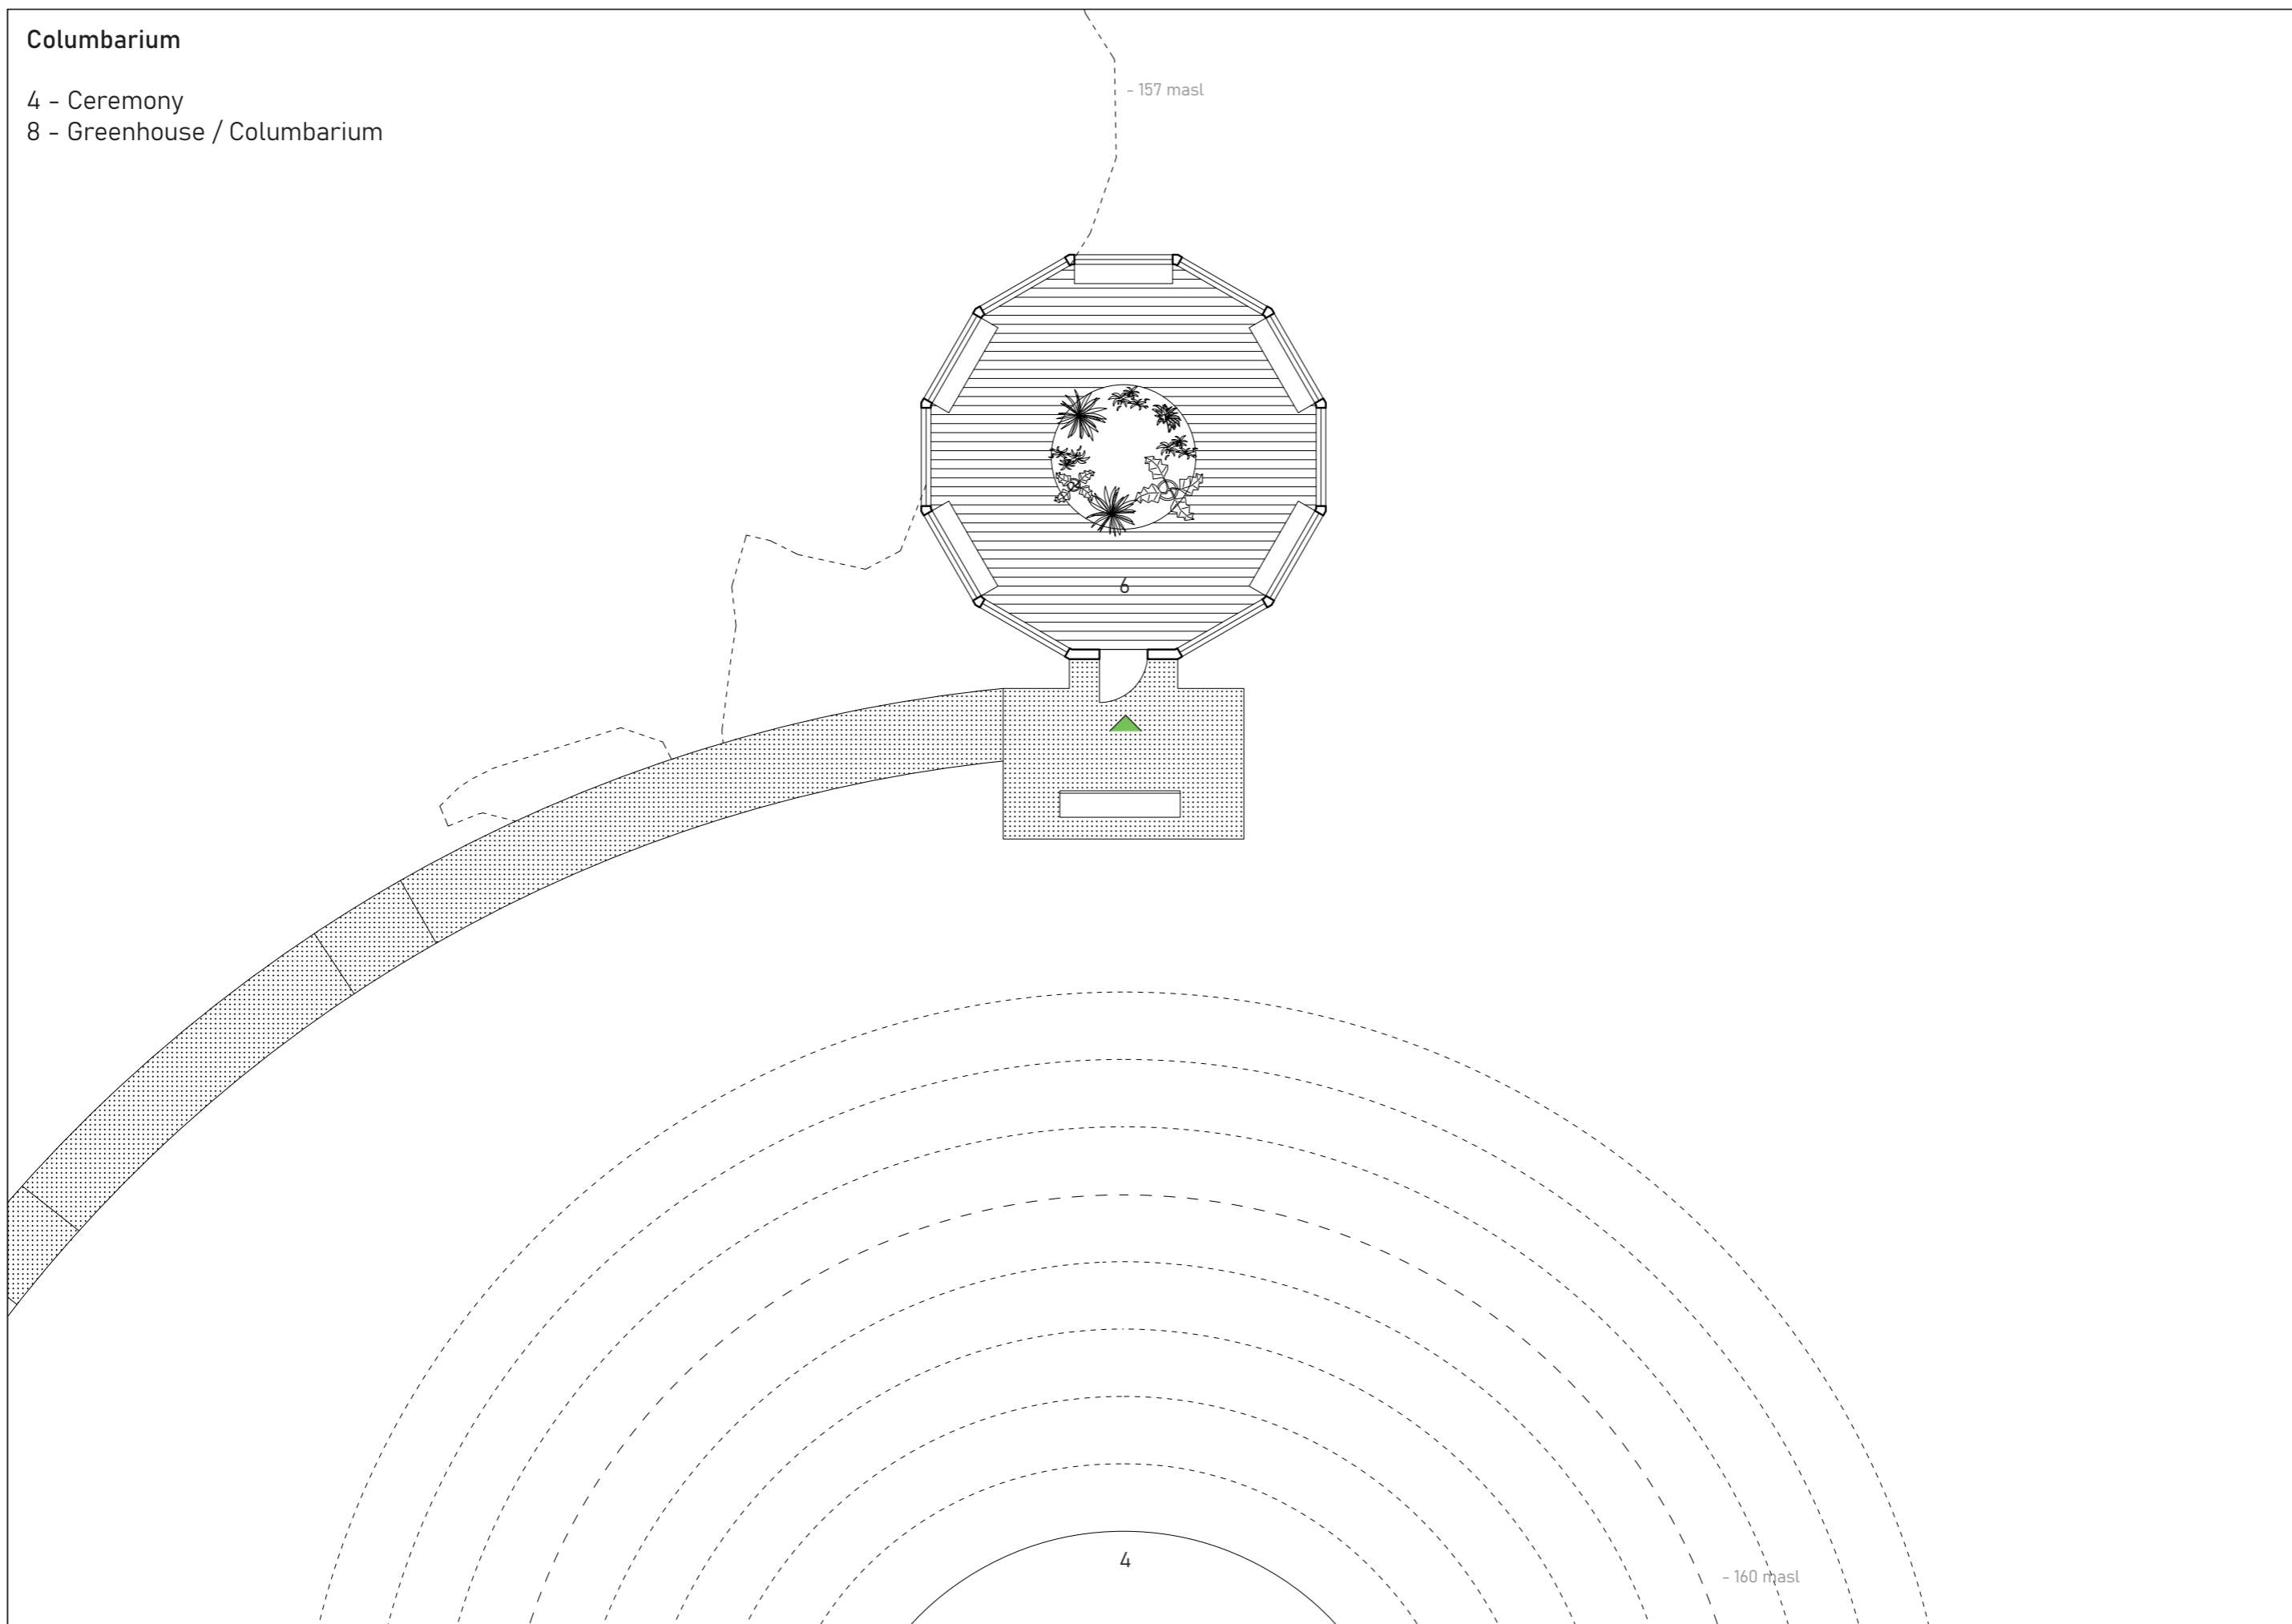 Columbarium
4 - Ceremony
8 - Greenhouse / Columbarium
- 157 masl
6
4
- 160 masl